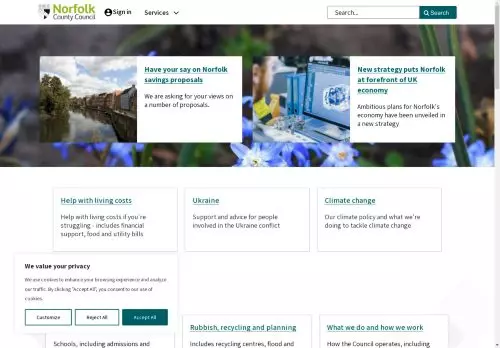 Norfolk
County Council
Sign in
Services
Search...
Search
Have your say on Norfolk
savings proposals
We are asking for your views on
a number of proposals.
New strategy puts Norfolk
at forefront of UK
economy
Ambitious plans for Norfolk's
economy have been unveiled in
a new strategy
Help with living costs
Help with living costs if you're
struggling - includes financial
support, food and utility bills
Ukraine
Support and advice for people
involved in the Ukraine conflict
Climate change
Our climate policy and what we're
doing to tackle climate change
We value your privacy
We use cookies to enhance your browsing experience and analyze
our traffic. By clicking "Accept All", you consent to our use of
cookies.
Customize
Reject All
Accept All
Schools, including admissions and
Rubbish, recycling and planning
Includes recycling centres, flood and
What we do and how we work
How the Council operates, including